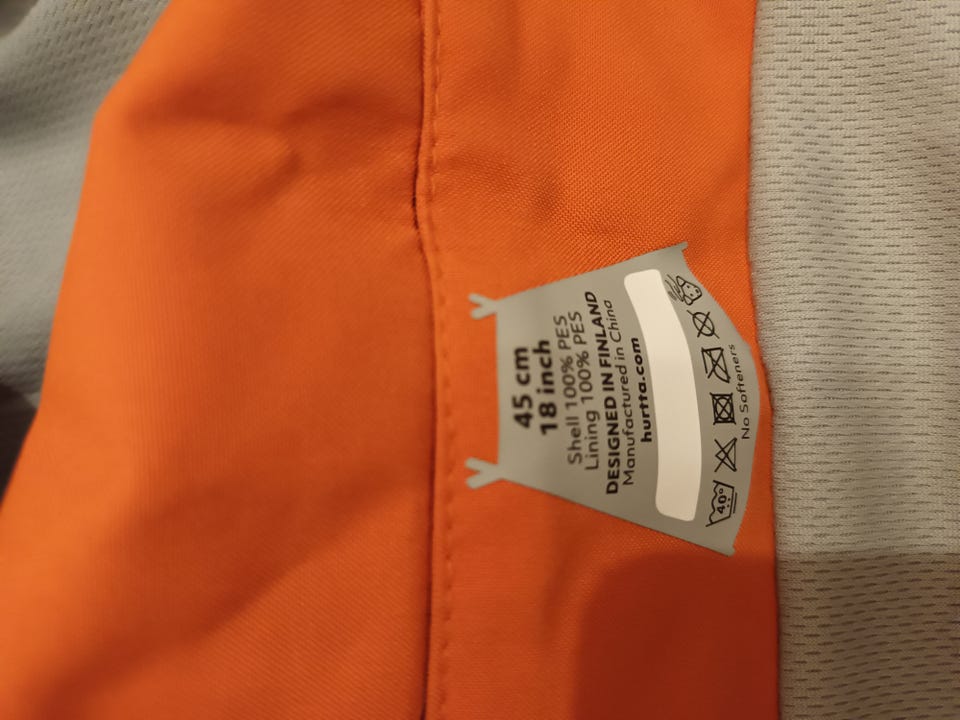 45 cm
18 inch
Shell 100% PES
Lining 100% PES
DESIGNED IN FINLAND
Manufactured in China
hurtta.com
40°
No Softeners